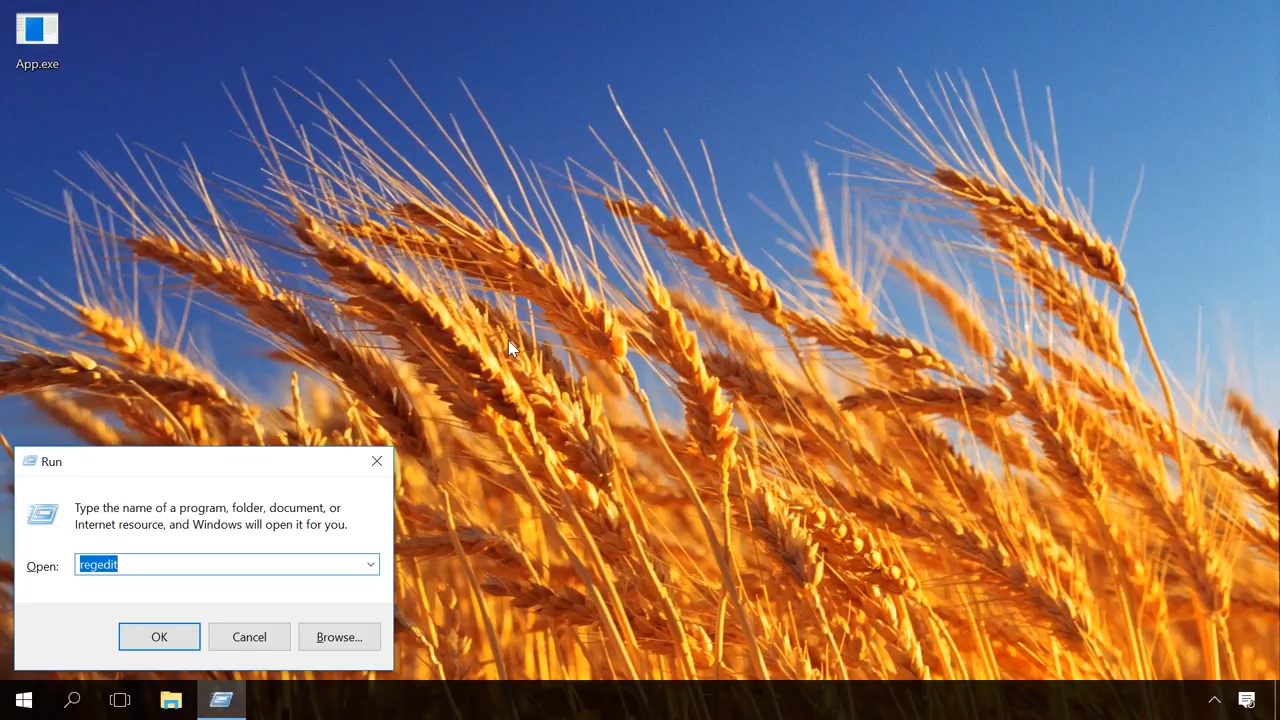 App.exe
Run
Type the name of a program, folder, document, or
Internet resource, and Windows will open it for you.
Open: regedit
OK Cancel Browse...